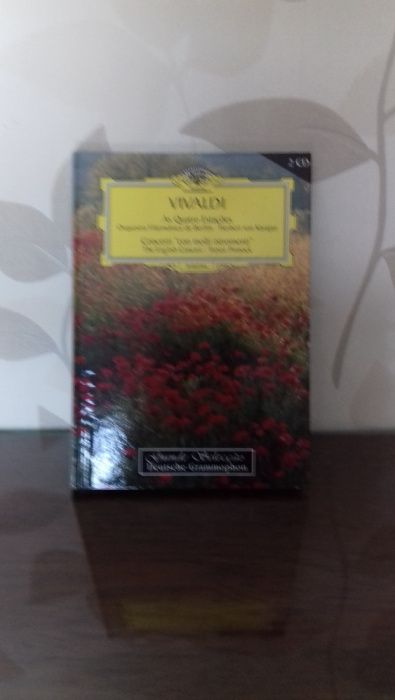 2 CD
VIVALDI
As Quatro Estações
Orquestra Filarmónica de Berlim · Herbert von Karajan
Concerti "con molti istromenti"
The English Concert · Trevor Pinnock
Grande Selecção
Deutsche Grammophon